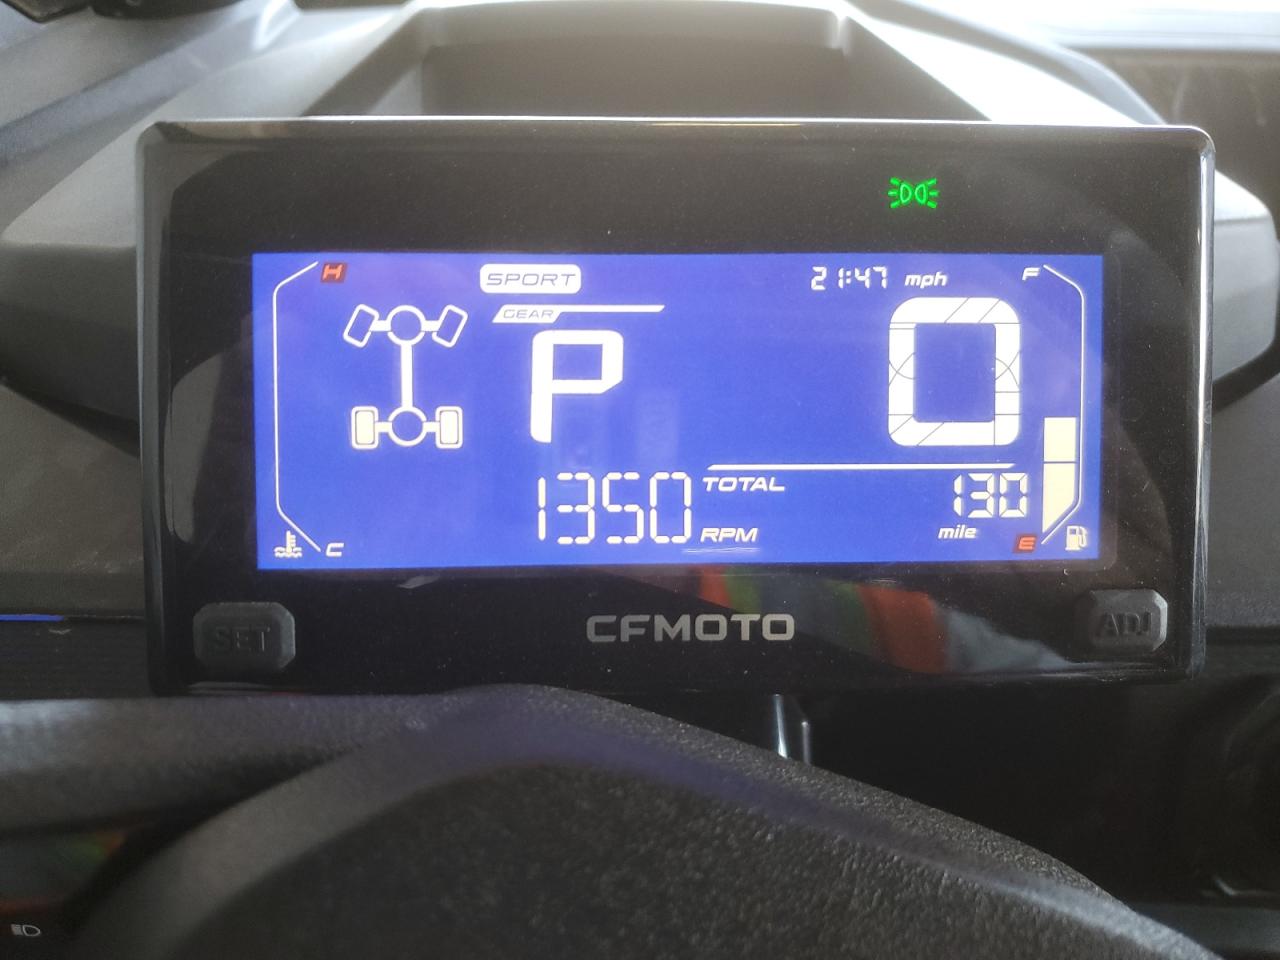 H
SPORT
21:47 mph
F
GEAR
P
0
1350 RPM
TOTAL
130
mile
C
E
SET
CFMOTO
ADJ